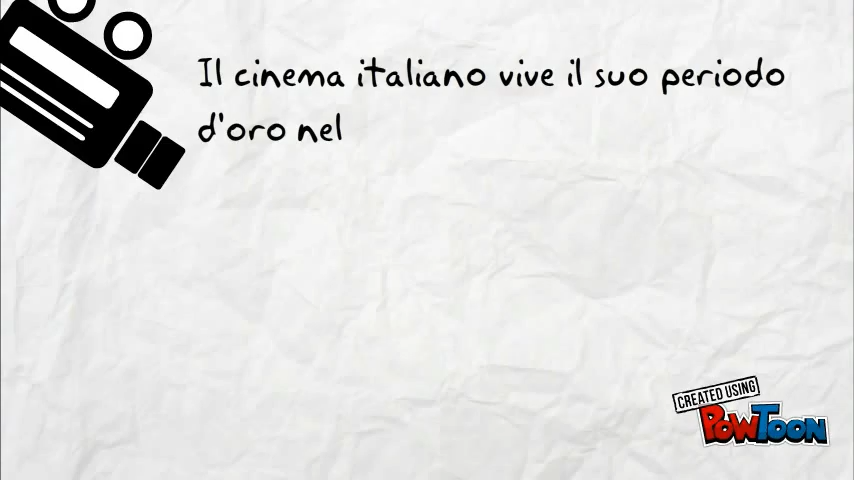 Il cinema italiano vive il suo periodo
d'oro nel
CREATED USING
POWTOON